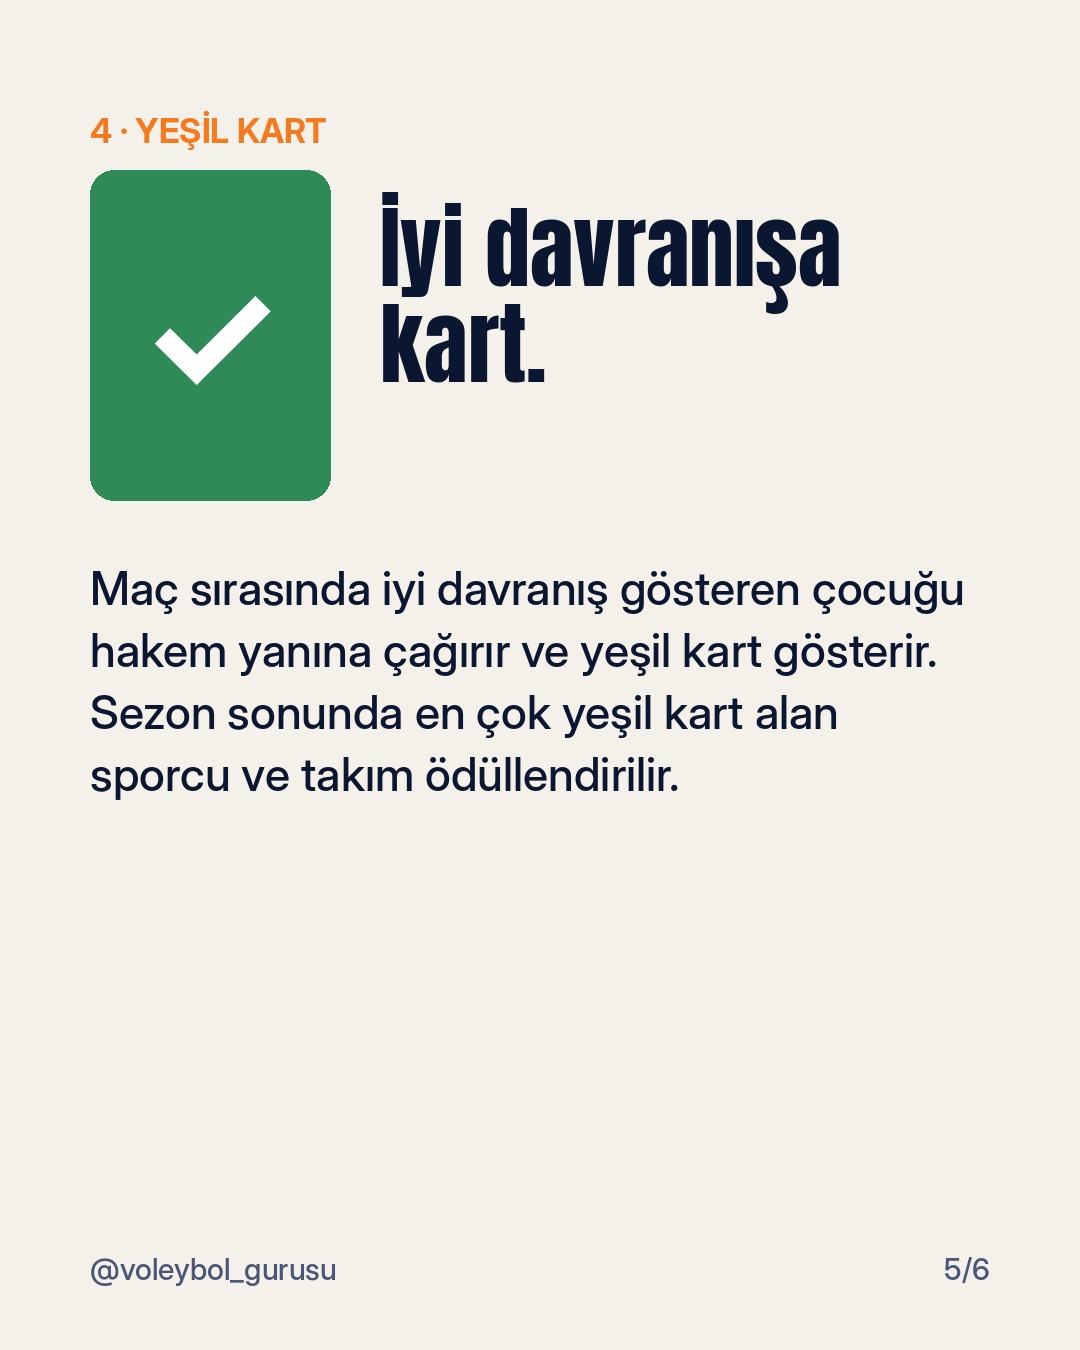 4 · YEŞİL KART
İyi davranışa
kart.
Maç sırasında iyi davranış gösteren çocuğu
hakem yanına çağırır ve yeşil kart gösterir.
Sezon sonunda en çok yeşil kart alan
sporcu ve takım ödüllendirilir.
@voleybol_gurusu
5/6